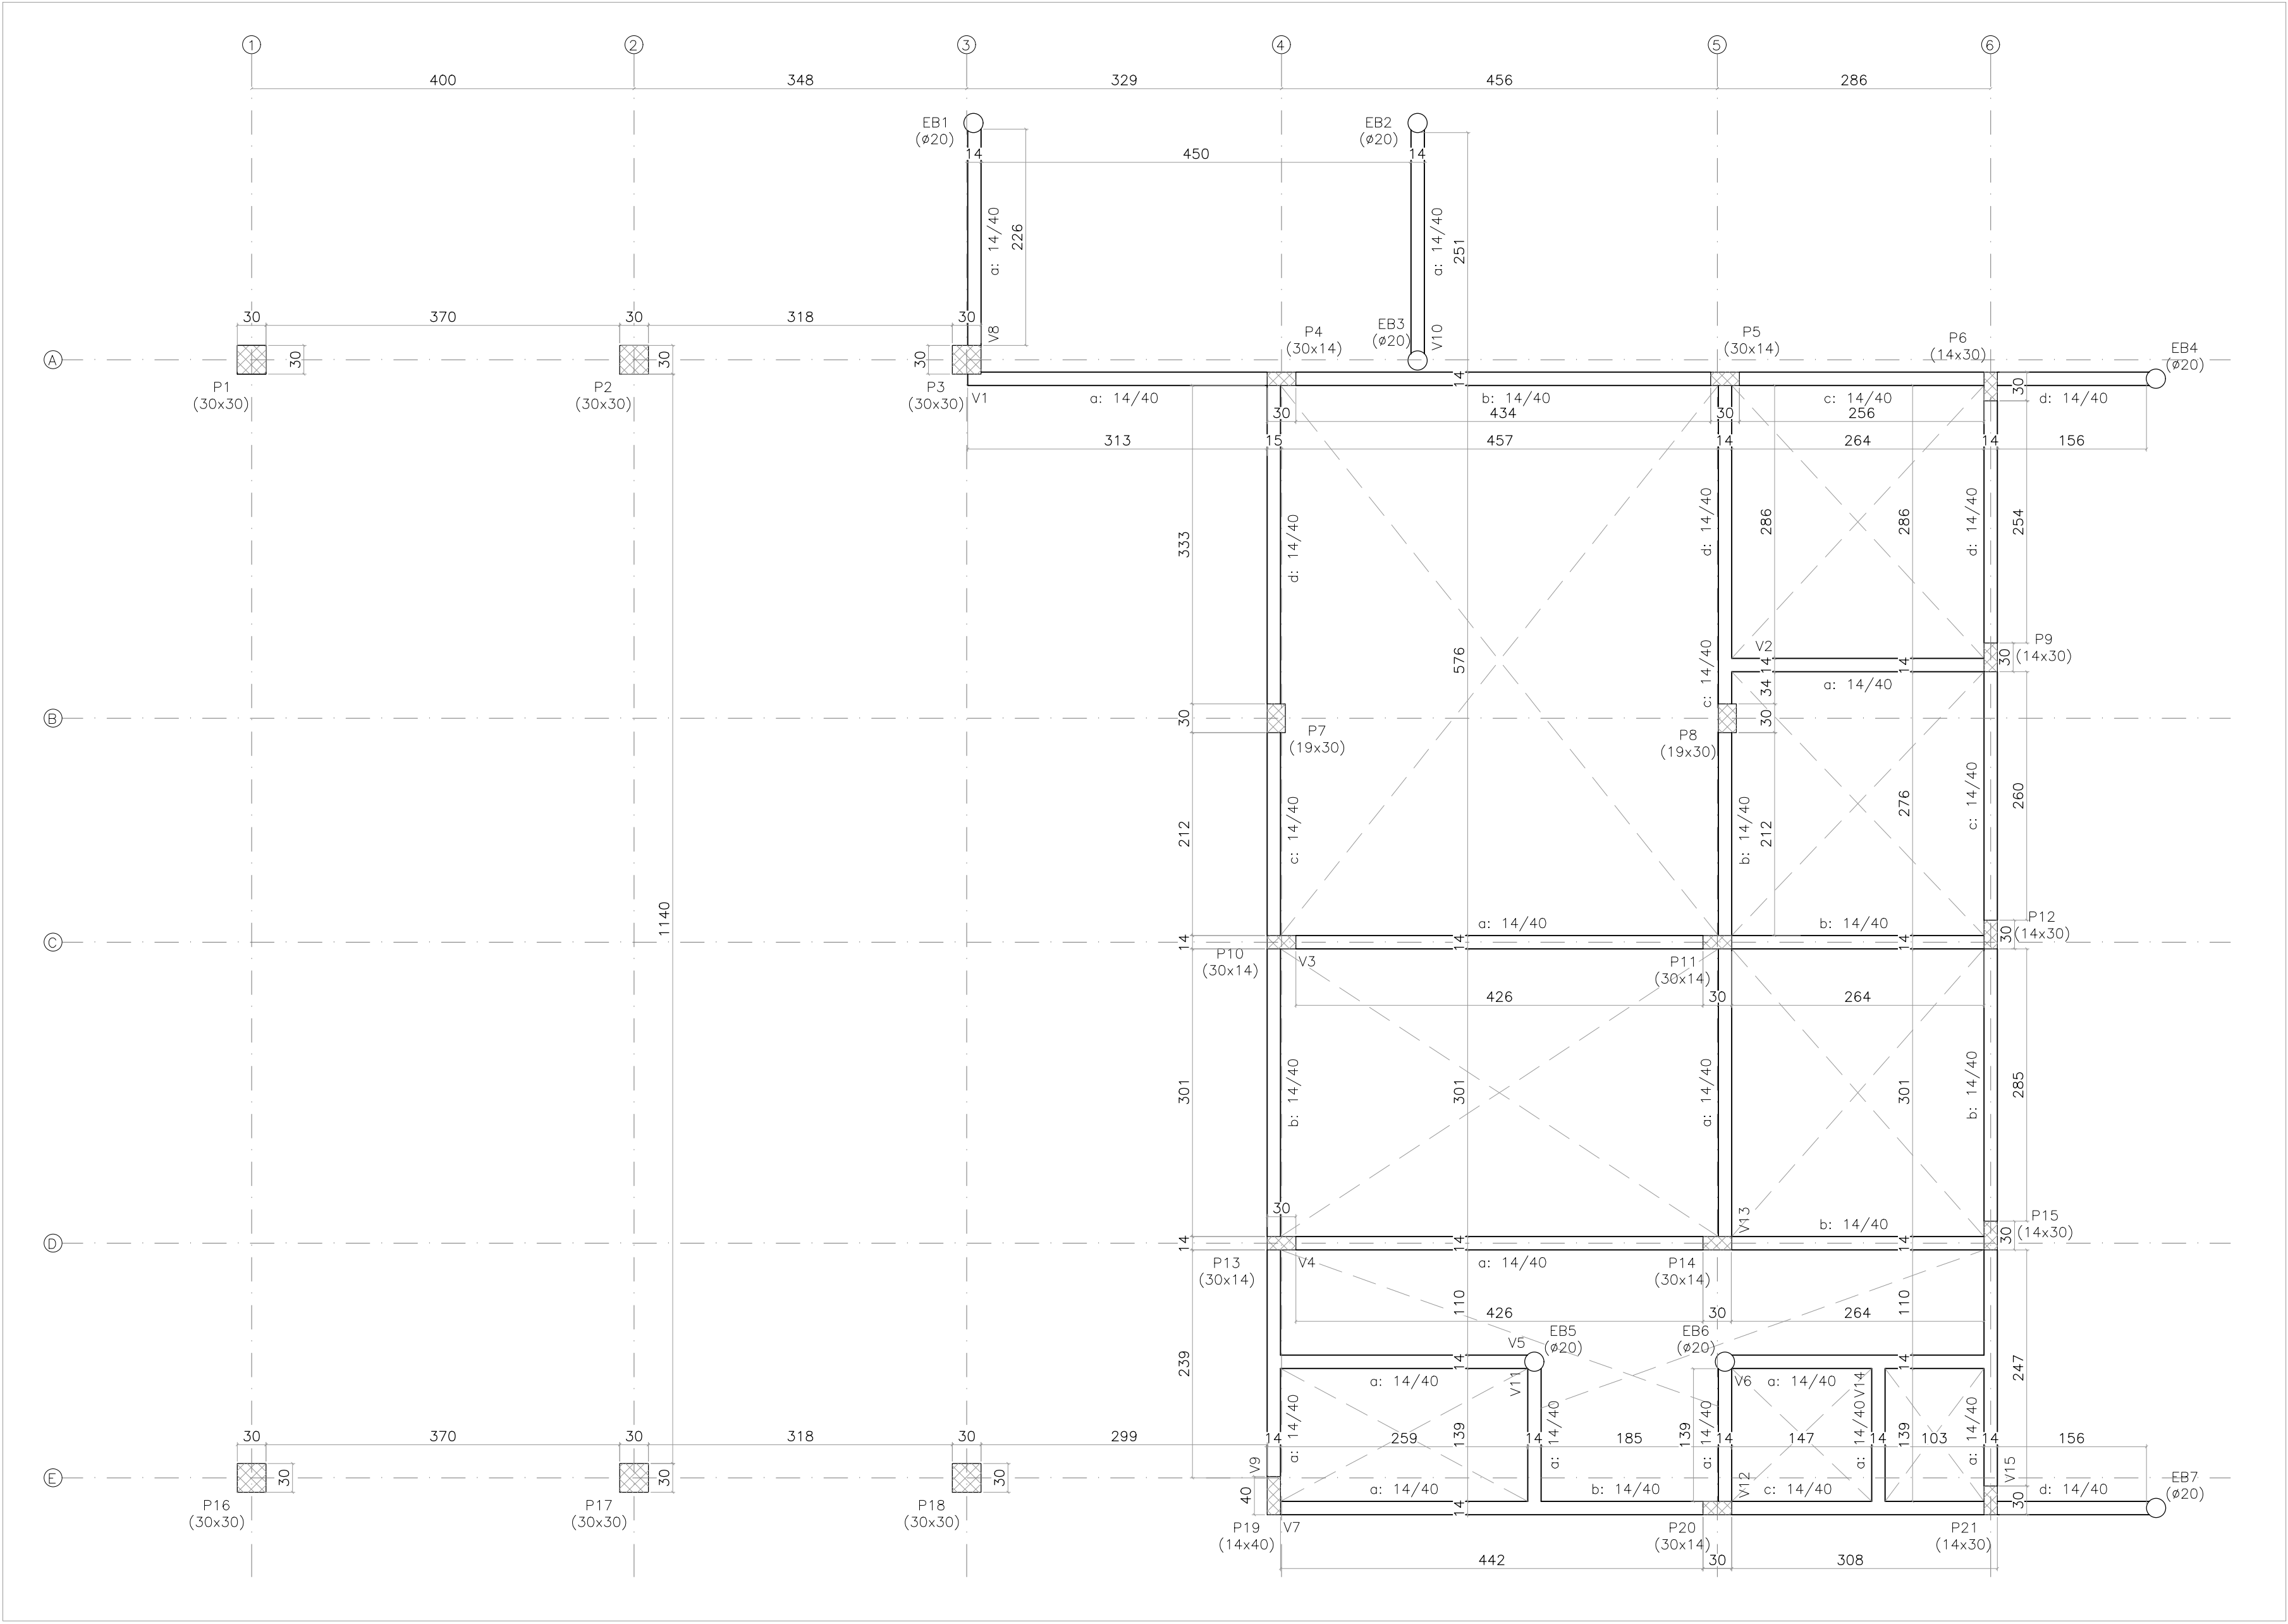 1 2 3 4 5 6
400 348 329 456 286
EB1
(ø20)
EB2
(ø20)
14 450 14
a: 14/40
226
a: 14/40
251
30 370 30 318 30
V8
EB3
(ø20)
V10
P4
(30x14)
P5
(30x14)
P6
(14x30)
EB4
(ø20)
A
30
30
30
P1
(30x30)
P2
(30x30)
P3
(30x30)
V1
a: 14/40
14
b: 14/40
c: 14/40
30
d: 14/40
30 434 30 256
313 15 457 14 264 14 156
333
d: 14/40
d: 14/40
286
286
d: 14/40
254
576
c: 14/40
V2
14
14
P9
(14x30)
30
34
a: 14/40
B
30
P7
(19x30)
P8
(19x30)
30
212
c: 14/40
b: 14/40
212
276
c: 14/40
260
1140
a: 14/40
b: 14/40
P12
(14x30)
30
C
14
14
14
P10
(30x14)
V3
P11
(30x14)
426 30 264
301
b: 14/40
301
a: 14/40
301
b: 14/40
285
30
V13
b: 14/40
P15
(14x30)
30
D
14
14
14
P13
(30x14)
V4
a: 14/40
P14
(30x14)
110
110
426 30 264
V5
EB5
(ø20)
EB6
(ø20)
239
14
14
247
a: 14/40
V11
V6
a: 14/40
V14
a: 14/40
139
a: 14/40
139
a: 14/40
a: 14/40
139
a: 14/40
30 370 30 318 30 299 14 259 14 185 14 147 14 103 14 156
V9
V12
V15
E
30
30
30
40
a: 14/40
b: 14/40
c: 14/40
d: 14/40
EB7
(ø20)
P16
(30x30)
P17
(30x30)
P18
(30x30)
14
30
P19
(14x40)
V7
P20
(30x14)
P21
(14x30)
442 30 308